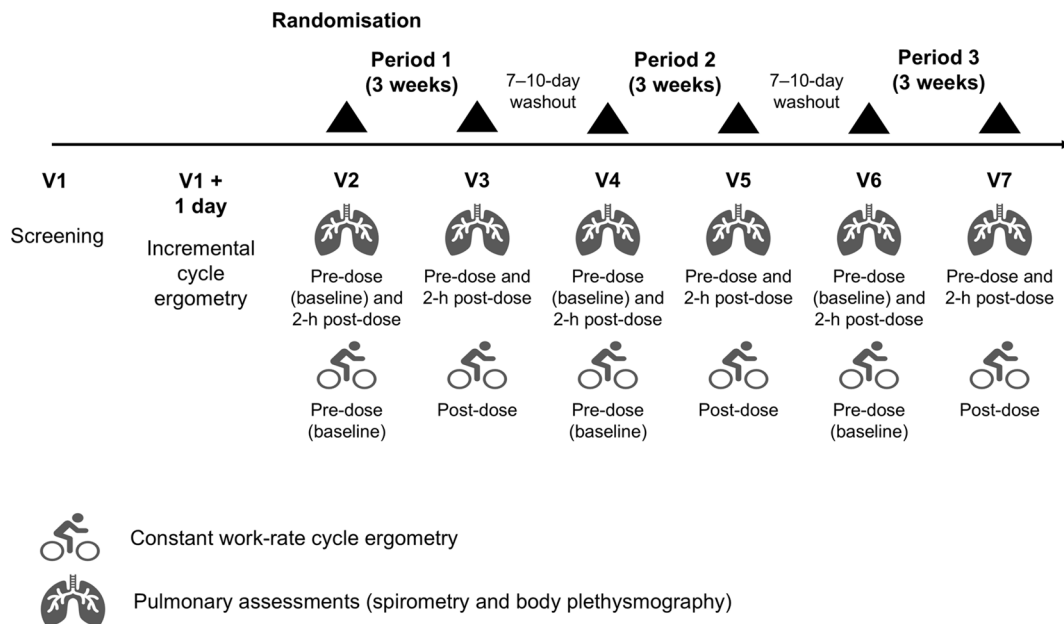 Randomisation
Period 1
(3 weeks)
7–10-day
washout
Period 2
(3 weeks)
7–10-day
washout
Period 3
(3 weeks)
V1
Screening
V1 +
1 day
Incremental
cycle
ergometry
V2
Pre-dose
(baseline) and
2-h post-dose
Pre-dose
(baseline)
V3
Pre-dose and
2-h post-dose
Post-dose
V4
Pre-dose
(baseline) and
2-h post-dose
Pre-dose
(baseline)
V5
Pre-dose and
2-h post-dose
Post-dose
V6
Pre-dose
(baseline) and
2-h post-dose
Pre-dose
(baseline)
V7
Pre-dose and
2-h post-dose
Post-dose
Constant work-rate cycle ergometry
Pulmonary assessments (spirometry and body plethysmography)